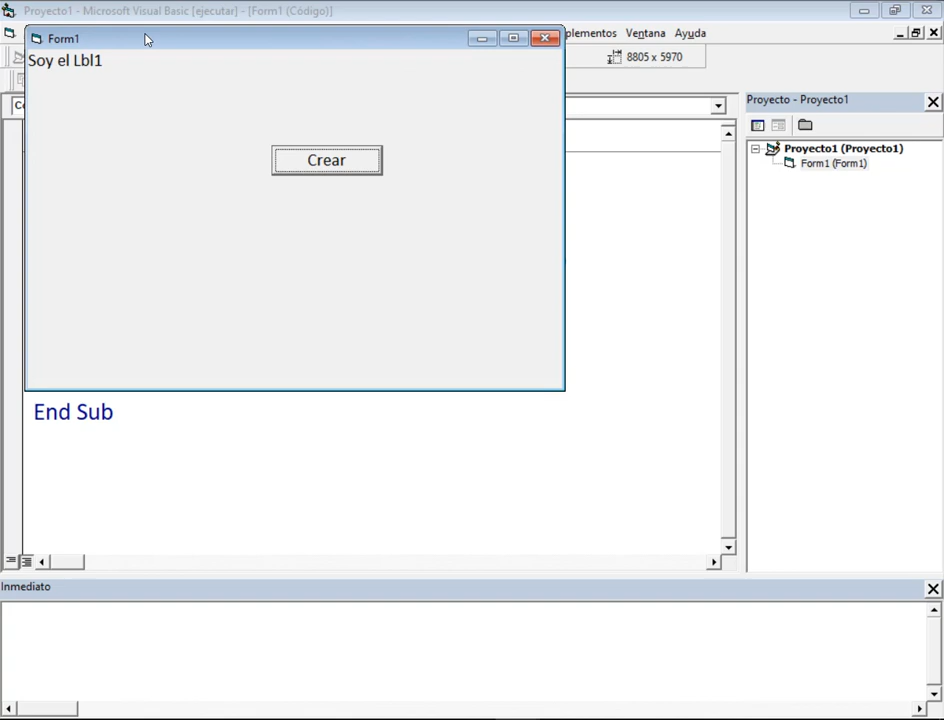 Proyecto1 - Microsoft Visual Basic [ejecutar] - [Form1 (Código)]
plementos Ventana Ayuda
Form1
8805 x 5970
Soy el Lbl1
Crear
End Sub
Proyecto - Proyecto1
Proyecto1 (Proyecto1)
Form1 (Form1)
Inmediato